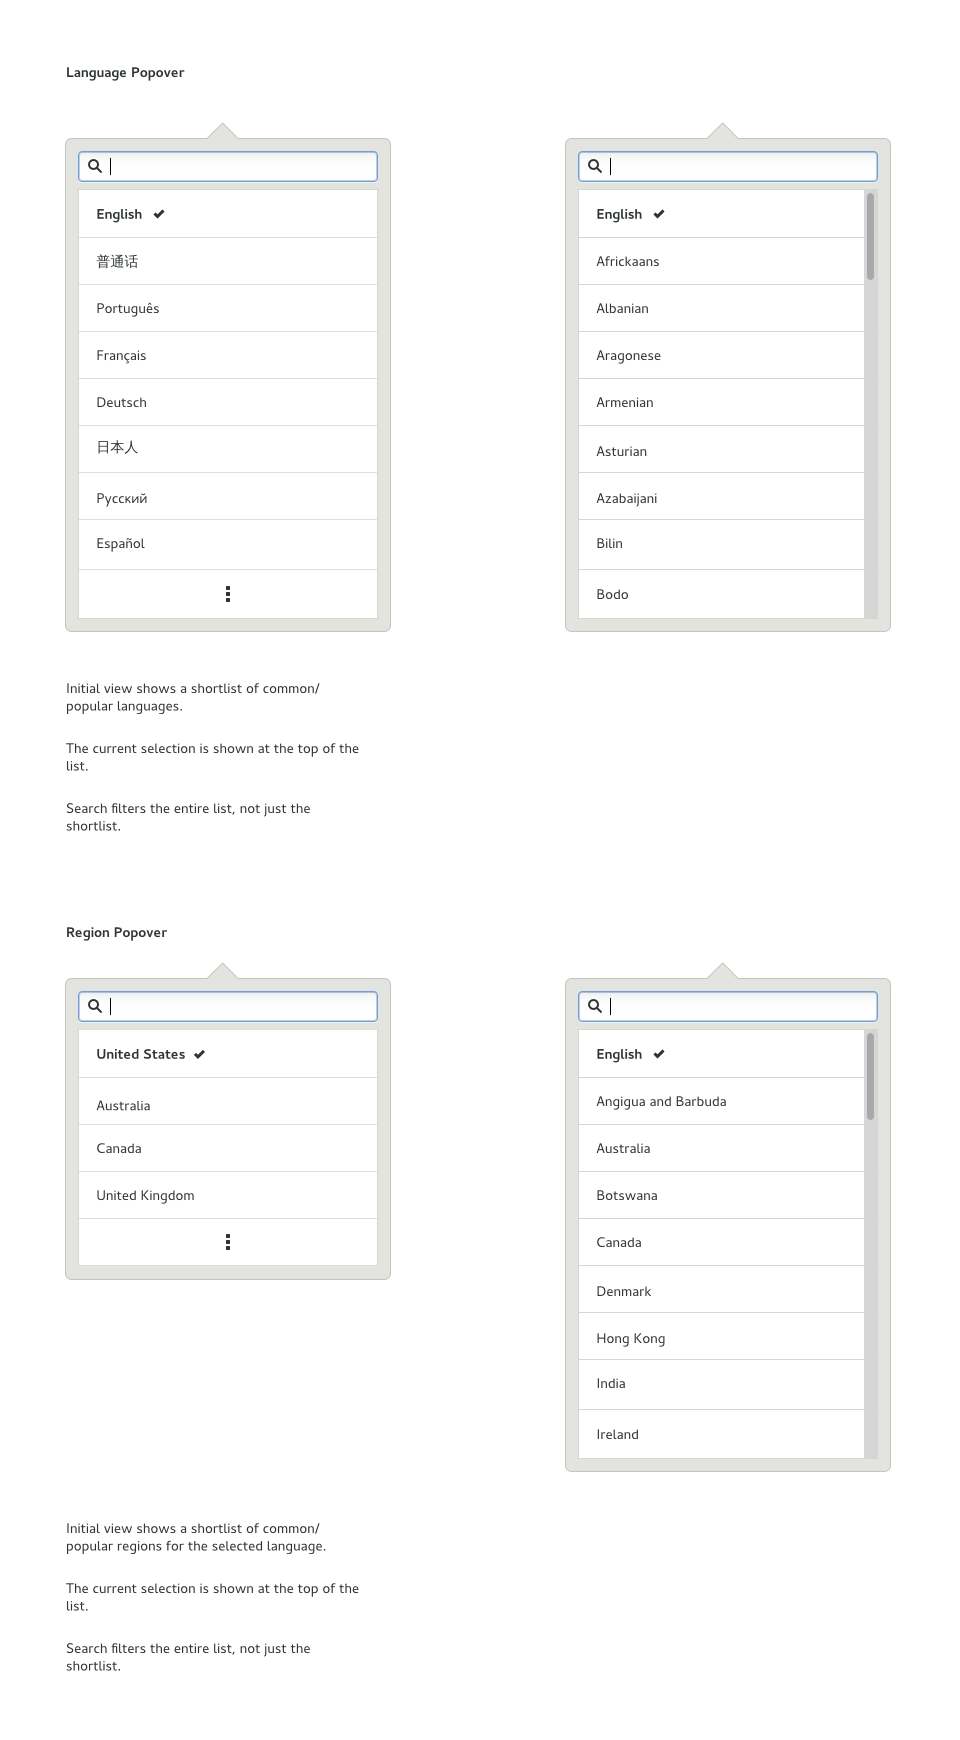 Language Popover
English
普通话
Português
Français
Deutsch
日本人
Русский
Español
English
Africkaans
Albanian
Aragonese
Armenian
Asturian
Azabaijani
Bilin
Bodo
Initial view shows a shortlist of common/
popular languages.
The current selection is shown at the top of the
list.
Search filters the entire list, not just the
shortlist.
Region Popover
United States
Australia
Canada
United Kingdom
English
Angigua and Barbuda
Australia
Botswana
Canada
Denmark
Hong Kong
India
Ireland
Initial view shows a shortlist of common/
popular regions for the selected language.
The current selection is shown at the top of the
list.
Search filters the entire list, not just the
shortlist.